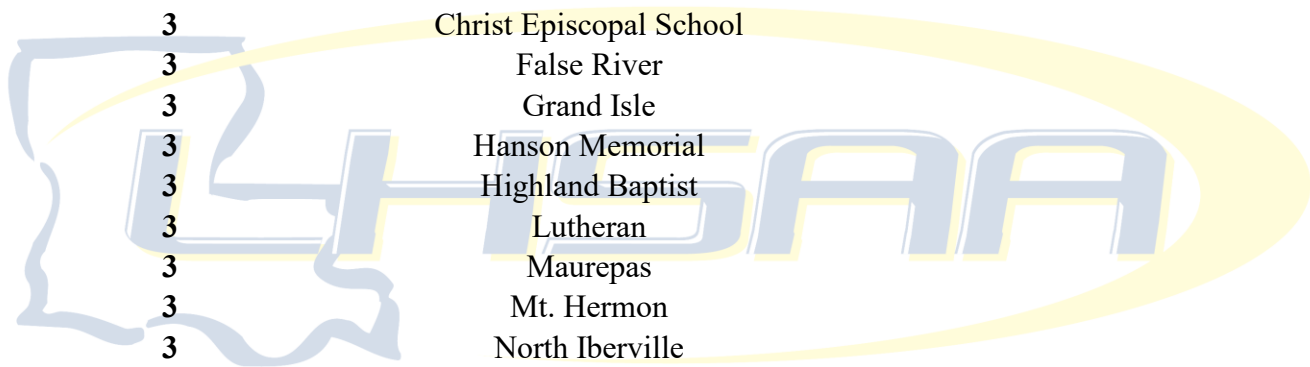 3 Christ Episcopal School
3 False River
3 Grand Isle
3 Hanson Memorial
3 Highland Baptist
3 Lutheran
3 Maurepas
3 Mt. Hermon
3 North Iberville
LHSAA